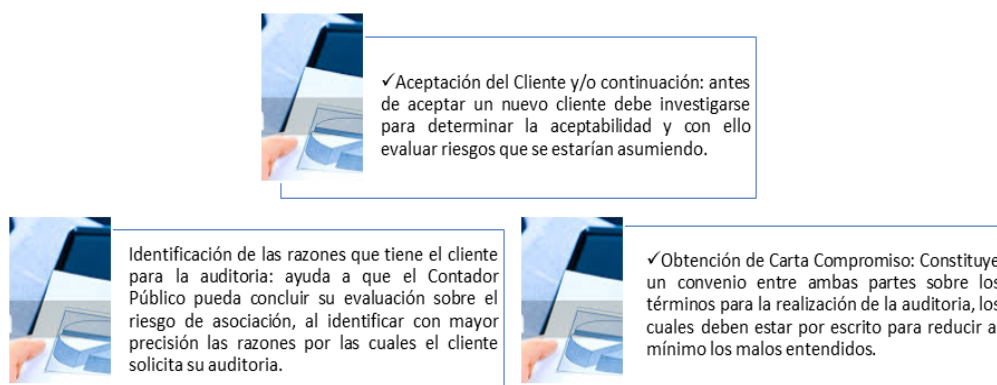 ✓Aceptación del Cliente y/o continuación: antes
de aceptar un nuevo cliente debe investigarse
para determinar la aceptabilidad y con ello
evaluar riesgos que se estarían asumiendo.
Identificación de las razones que tiene el cliente
para la auditoria: ayuda a que el Contador
Público pueda concluir su evaluación sobre el
riesgo de asociación, al identificar con mayor
precisión las razones por las cuales el cliente
solicita su auditoria.
✓Obtención de Carta Compromiso: Constituye
un convenio entre ambas partes sobre los
términos para la realización de la auditoria, los
cuales deben estar por escrito para reducir a
mínimo los malos entendidos.